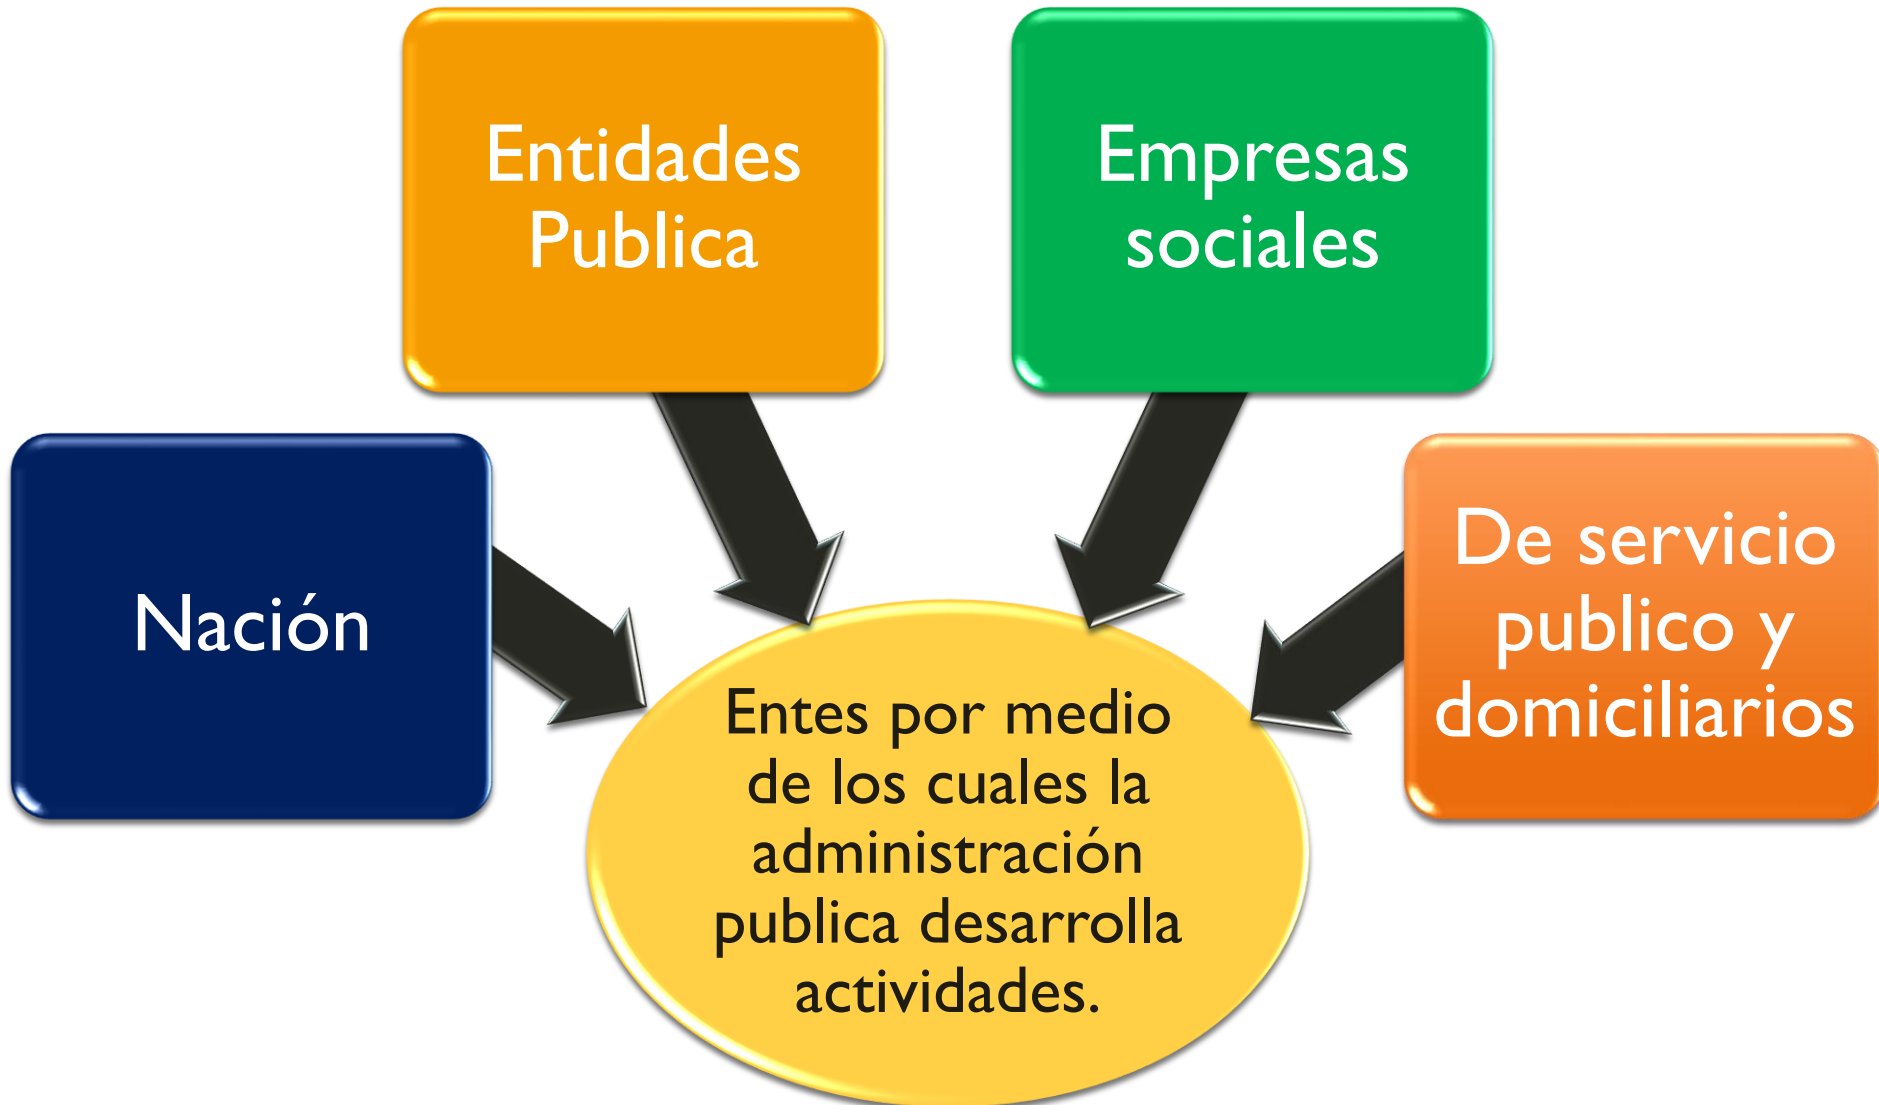 Entidades
Publica
Empresas
sociales
Nación
De servicio
publico y
domiciliarios
Entes por medio
de los cuales la
administración
publica desarrolla
actividades.